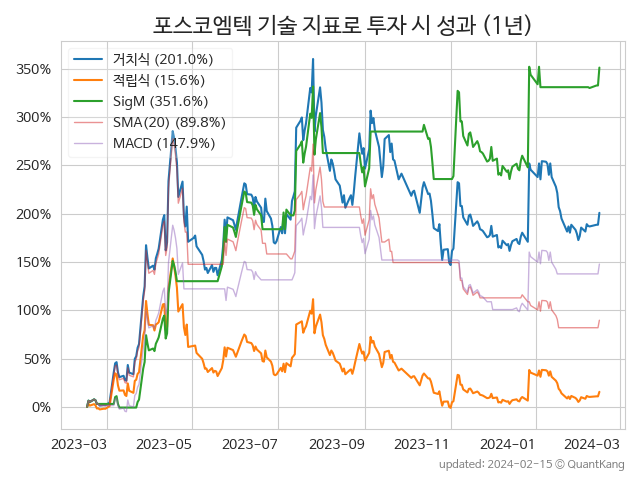 포스코엠텍 기술 지표로 투자 시 성과 (1년)
거치식 (201.0%)
적립식 (15.6%)
SigM (351.6%)
SMA(20) (89.8%)
MACD (147.9%)
350%
300%
250%
200%
150%
100%
50%
0%
2023-03 2023-05 2023-07 2023-09 2023-11 2024-01 2024-03
updated: 2024-02-15 © QuantKang